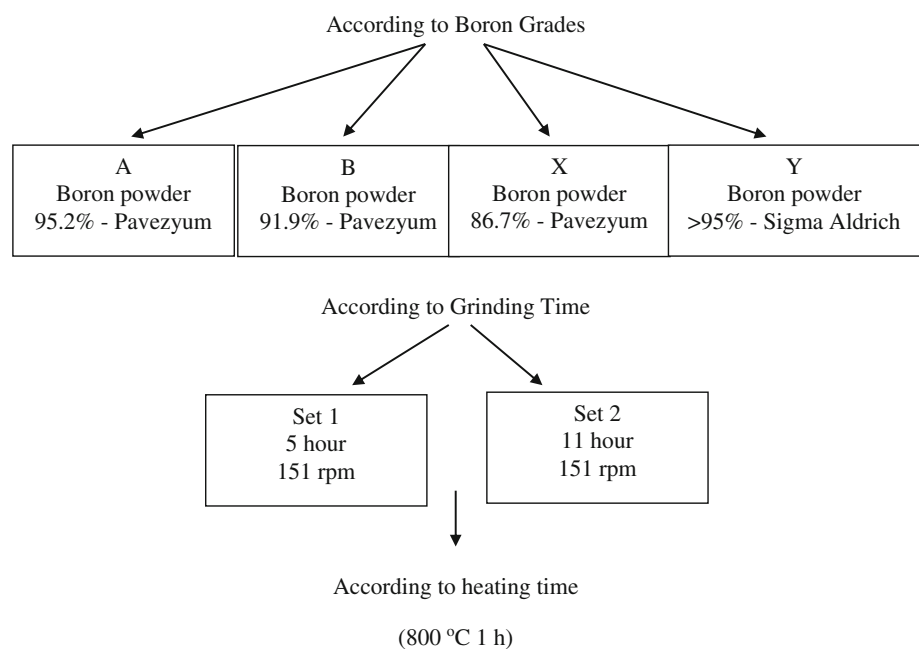 According to Boron Grades
A
Boron powder
95.2% - Pavezyum
B
Boron powder
91.9% - Pavezyum
X
Boron powder
86.7% - Pavezyum
Y
Boron powder
>95% - Sigma Aldrich
According to Grinding Time
Set 1
5 hour
151 rpm
Set 2
11 hour
151 rpm
According to heating time
(800 ºC 1 h)